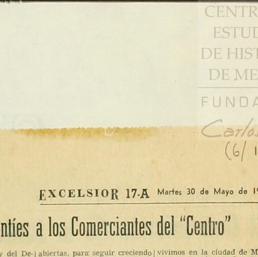 CENTR
ESTUD
DE HIST
DE ME
FUNDA
Carlos
(6/1
EXCELSIOR 17-A Martes 30 de Mayo de 19
ntíes a los Comerciantes del "Centro"
y del De-| abiertas, para seguir creciendo| vivimos en la ciudad de M